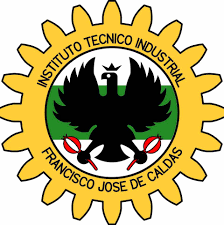 INSTITUTO TECNICO INDUSTRIAL
FRANCISCO JOSE DE CALDAS